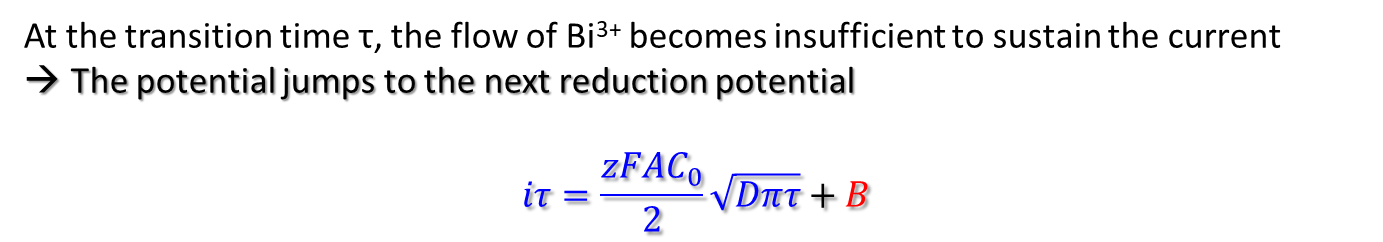 At the transition time τ, the flow of Bi³⁺ becomes insufficient to sustain the current
→ The potential jumps to the next reduction potential
iτ = zFAC₀/2 √Dπτ + B